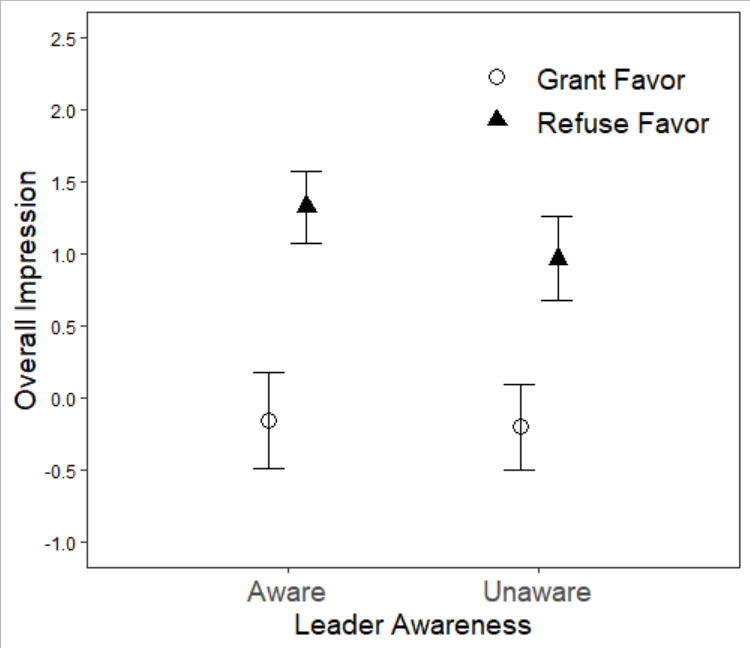 2.5
2.0
1.5
1.0
0.5
0.0
-0.5
-1.0
Overall Impression
Grant Favor
Refuse Favor
Aware
Unaware
Leader Awareness